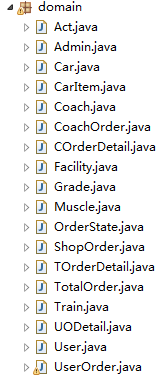 domain
Act.java
Admin.java
Car.java
CarItem.java
Coach.java
CoachOrder.java
COrderDetail.java
Facility.java
Grade.java
Muscle.java
OrderState.java
ShopOrder.java
TOrderDetail.java
TotalOrder.java
Train.java
UODetail.java
User.java
UserOrder.java